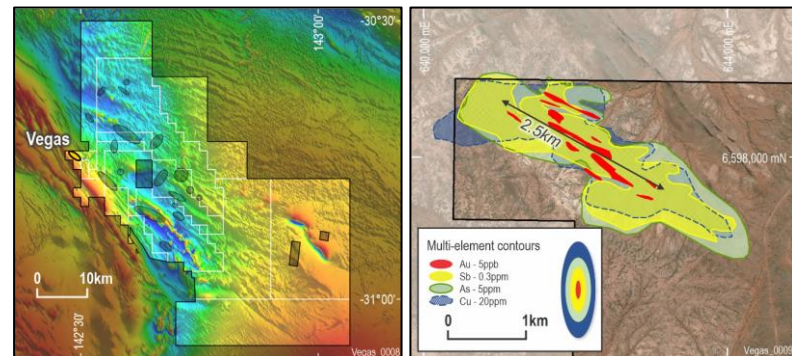 -30°30'
143°00'
Vegas
0 10km
-31°00'
142°30'
Vegas_0008
640,000 mE
644,000 mE
2.5km
6,598,000 mN
Multi-element contours
Au - 5ppb
Sb - 0.3ppm
As - 5ppm
Cu - 20ppm
0 1km
Vegas_0009